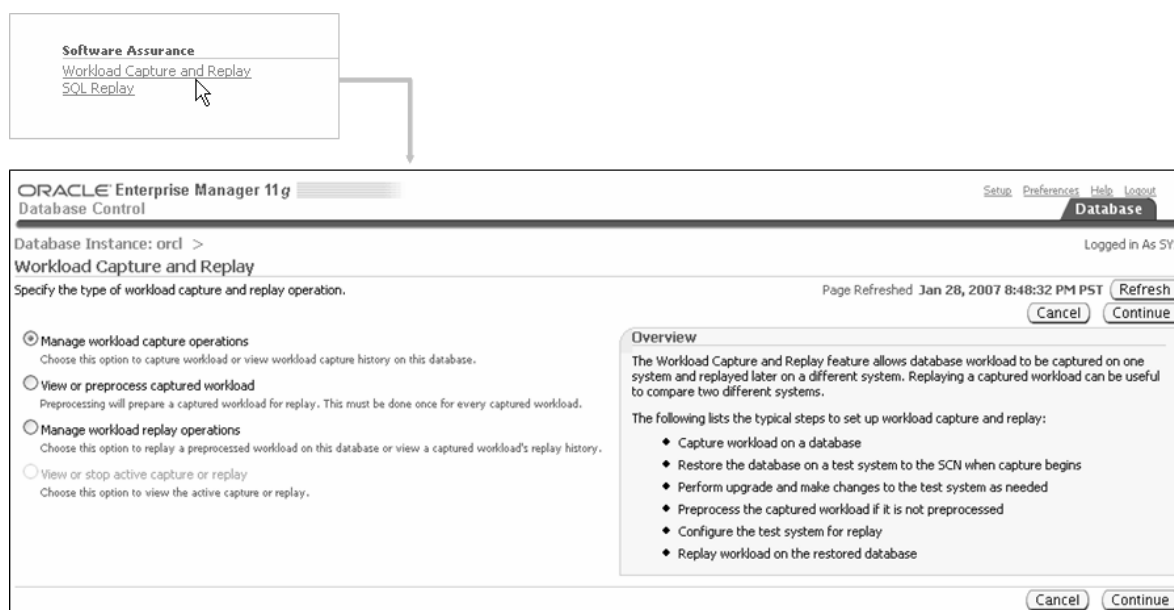 Software Assurance
Workload Capture and Replay
SQL Replay
ORACLE Enterprise Manager 11g
Database Control
Setup Preferences Help Logout
Database
Database Instance: orcl >
Logged in As SY
Workload Capture and Replay
Specify the type of workload capture and replay operation.
Page Refreshed Jan 28, 2007 8:48:32 PM PST Refresh
Cancel Continue
Manage workload capture operations
Choose this option to capture workload or view workload capture history on this database.
View or preprocess captured workload
Preprocessing will prepare a captured workload for replay. This must be done once for every captured workload.
Manage workload replay operations
Choose this option to replay a preprocessed workload on this database or view a captured workload's replay history.
View or stop active capture or replay
Choose this option to view the active capture or replay.
Overview
The Workload Capture and Replay feature allows database workload to be captured on one
system and replayed later on a different system. Replaying a captured workload can be useful
to compare two different systems.
The following lists the typical steps to set up workload capture and replay:
◆ Capture workload on a database
◆ Restore the database on a test system to the SCN when capture begins
◆ Perform upgrade and make changes to the test system as needed
◆ Preprocess the captured workload if it is not preprocessed
◆ Configure the test system for replay
◆ Replay workload on the restored database
Cancel Continue